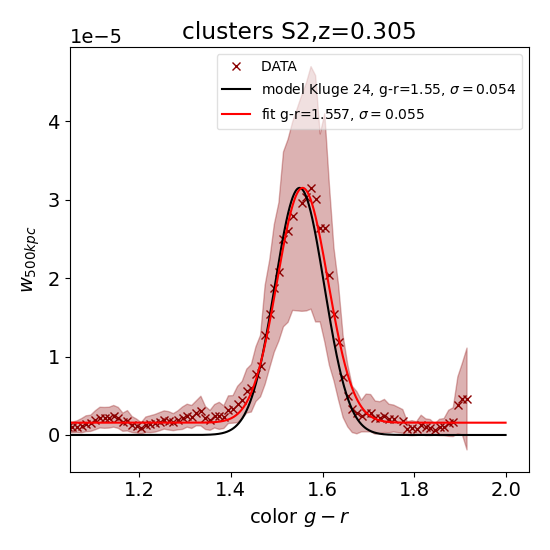 clusters S2,z=0.305
1e−5
DATA
model Kluge 24, g-r=1.55, σ = 0.054
fit g-r=1.557, σ = 0.055
4
3
2
1
0
w500kpc
1.2 1.4 1.6 1.8 2.0
color g − r